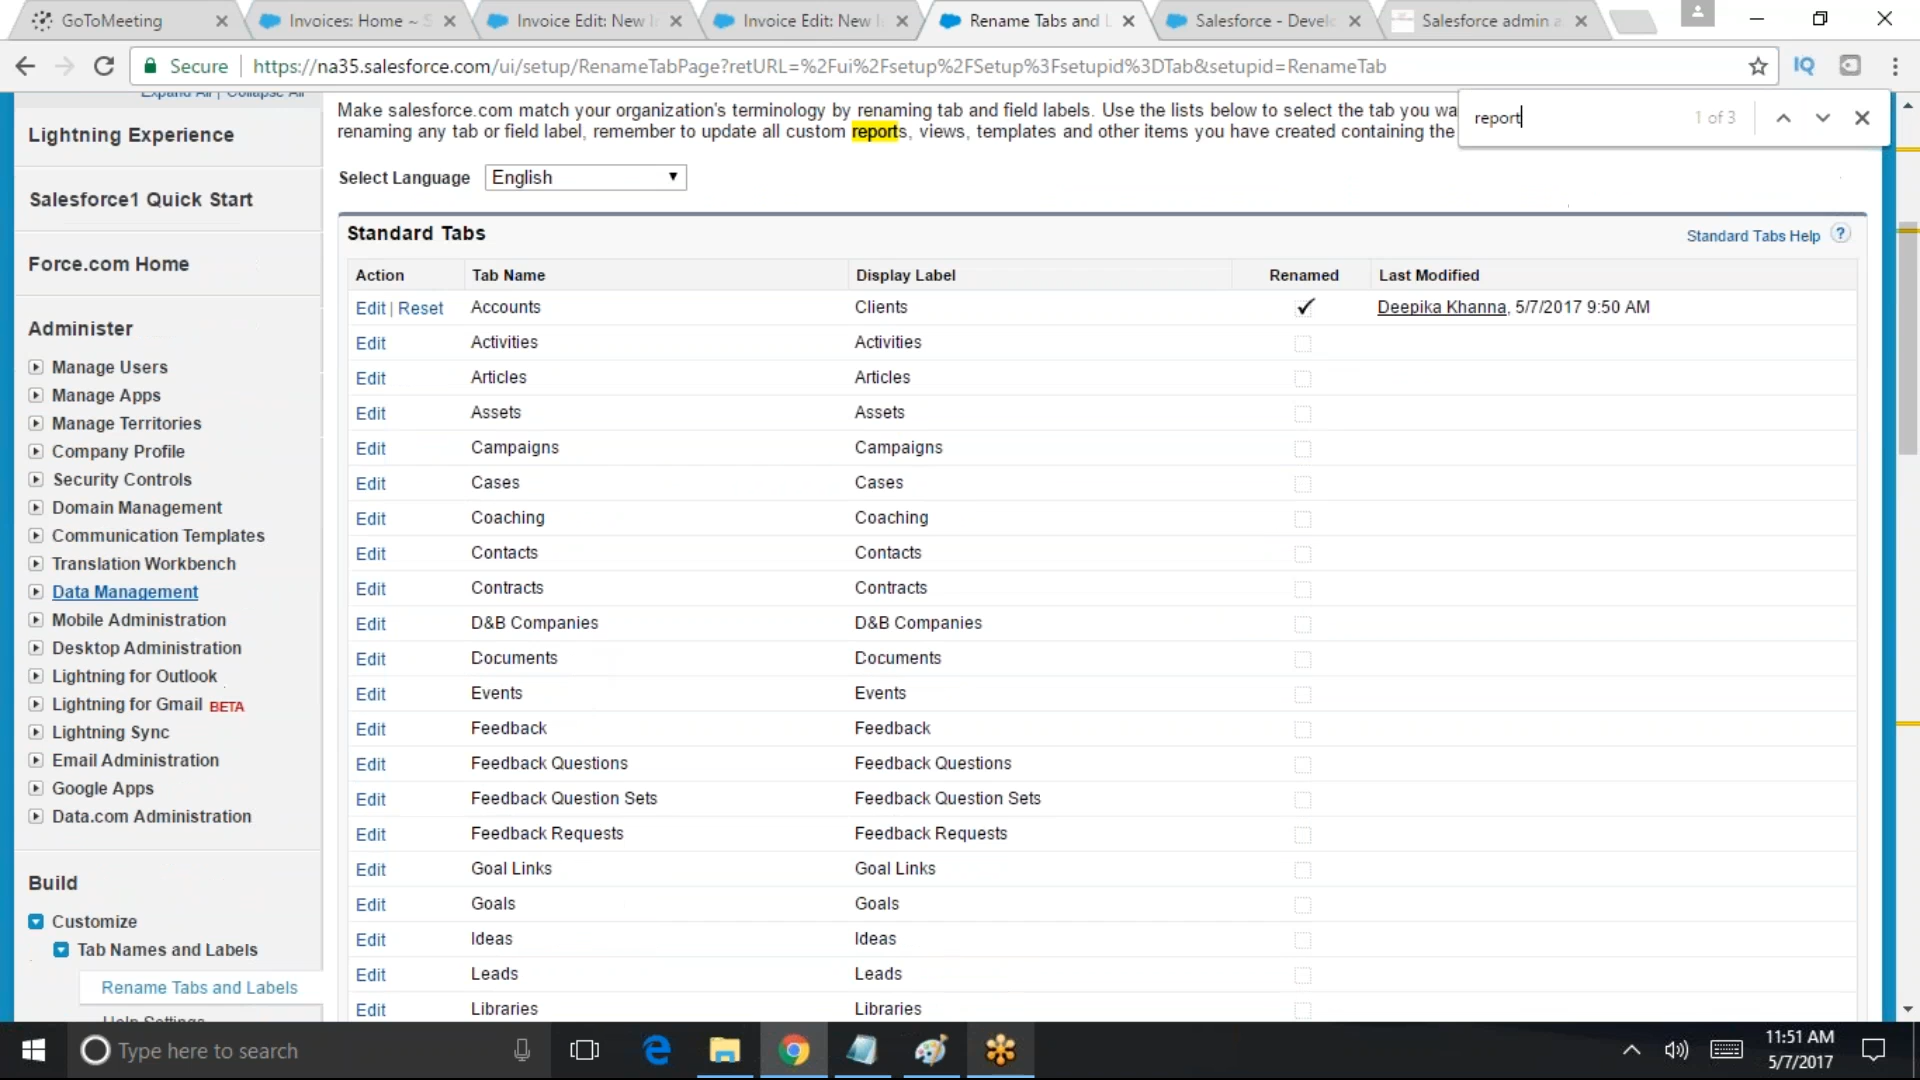 GoToMeeting
Invoices: Home ~ S
Invoice Edit: New I
Invoice Edit: New I
Rename Tabs and L
Salesforce - Devel
Salesforce admin a
Secure
https://na35.salesforce.com/ui/setup/RenameTabPage?retURL=%2Fui%2Fsetup%2FSetup%3Fsetupid%3DTab&setupid=RenameTab
IQ
report
1 of 3
Expand All | Collapse All
Lightning Experience
Salesforce1 Quick Start
Force.com Home
Administer
Manage Users
Manage Apps
Manage Territories
Company Profile
Security Controls
Domain Management
Communication Templates
Translation Workbench
Data Management
Mobile Administration
Desktop Administration
Lightning for Outlook
Lightning for Gmail BETA
Lightning Sync
Email Administration
Google Apps
Data.com Administration
Build
Customize
Tab Names and Labels
Rename Tabs and Labels
Help Settings
Make salesforce.com match your organization's terminology by renaming tab and field labels. Use the lists below to select the tab you wa
renaming any tab or field label, remember to update all custom reports, views, templates and other items you have created containing the
Select Language English
Standard Tabs
Standard Tabs Help ?
Action Tab Name Display Label Renamed Last Modified
Edit | Reset Accounts Clients Deepika Khanna, 5/7/2017 9:50 AM
Edit Activities Activities
Edit Articles Articles
Edit Assets Assets
Edit Campaigns Campaigns
Edit Cases Cases
Edit Coaching Coaching
Edit Contacts Contacts
Edit Contracts Contracts
Edit D&B Companies D&B Companies
Edit Documents Documents
Edit Events Events
Edit Feedback Feedback
Edit Feedback Questions Feedback Questions
Edit Feedback Question Sets Feedback Question Sets
Edit Feedback Requests Feedback Requests
Edit Goal Links Goal Links
Edit Goals Goals
Edit Ideas Ideas
Edit Leads Leads
Edit Libraries Libraries
Type here to search
11:51 AM
5/7/2017